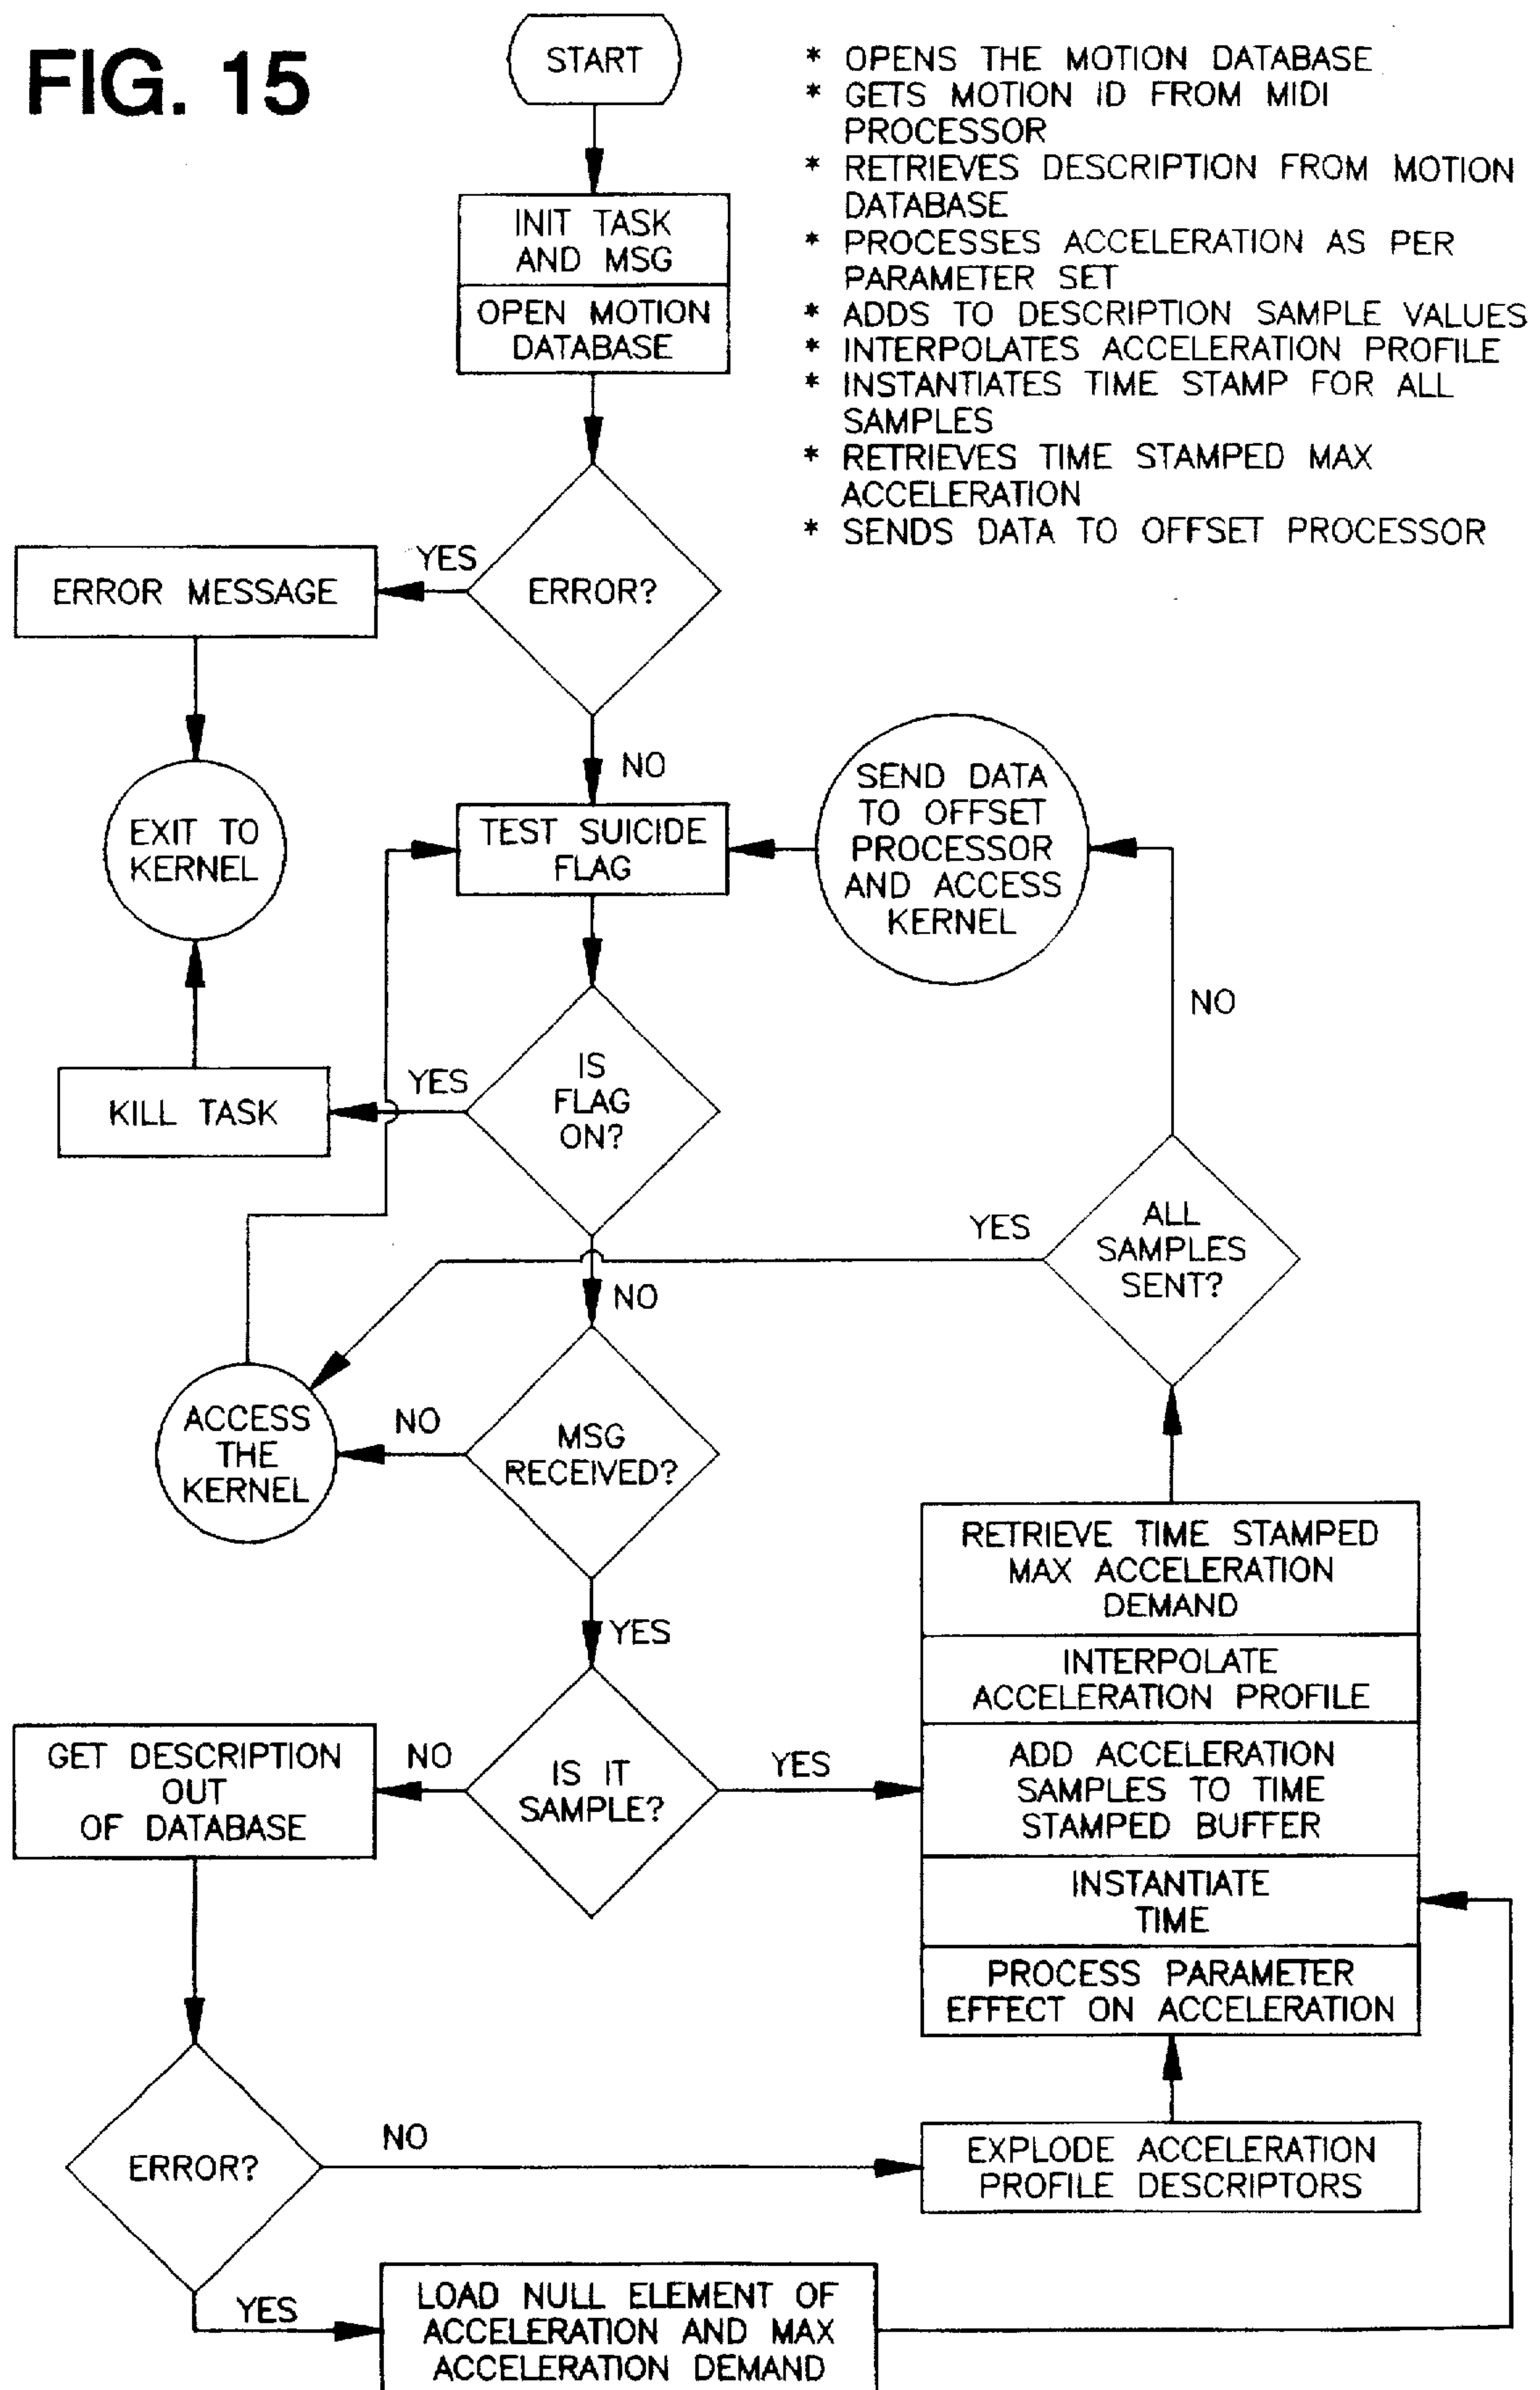 FIG. 15
START
* OPENS THE MOTION DATABASE
* GETS MOTION ID FROM MIDI
PROCESSOR
* RETRIEVES DESCRIPTION FROM MOTION
DATABASE
* PROCESSES ACCELERATION AS PER
PARAMETER SET
* ADDS TO DESCRIPTION SAMPLE VALUES
* INTERPOLATES ACCELERATION PROFILE
* INSTANTIATES TIME STAMP FOR ALL
SAMPLES
* RETRIEVES TIME STAMPED MAX
ACCELERATION
* SENDS DATA TO OFFSET PROCESSOR
INIT TASK
AND MSG
OPEN MOTION
DATABASE
ERROR?
YES
ERROR MESSAGE
EXIT TO
KERNEL
NO
TEST SUICIDE
FLAG
SEND DATA
TO OFFSET
PROCESSOR
AND ACCESS
KERNEL
NO
IS
FLAG
ON?
YES
KILL TASK
ALL
SAMPLES
SENT?
YES
NO
MSG
RECEIVED?
NO
ACCESS
THE
KERNEL
YES
RETRIEVE TIME STAMPED
MAX ACCELERATION
DEMAND
INTERPOLATE
ACCELERATION PROFILE
ADD ACCELERATION
SAMPLES TO TIME
STAMPED BUFFER
INSTANTIATE
TIME
PROCESS PARAMETER
EFFECT ON ACCELERATION
IS IT
SAMPLE?
YES
NO
GET DESCRIPTION
OUT
OF DATABASE
ERROR?
NO
EXPLODE ACCELERATION
PROFILE DESCRIPTORS
YES
LOAD NULL ELEMENT OF
ACCELERATION AND MAX
ACCELERATION DEMAND